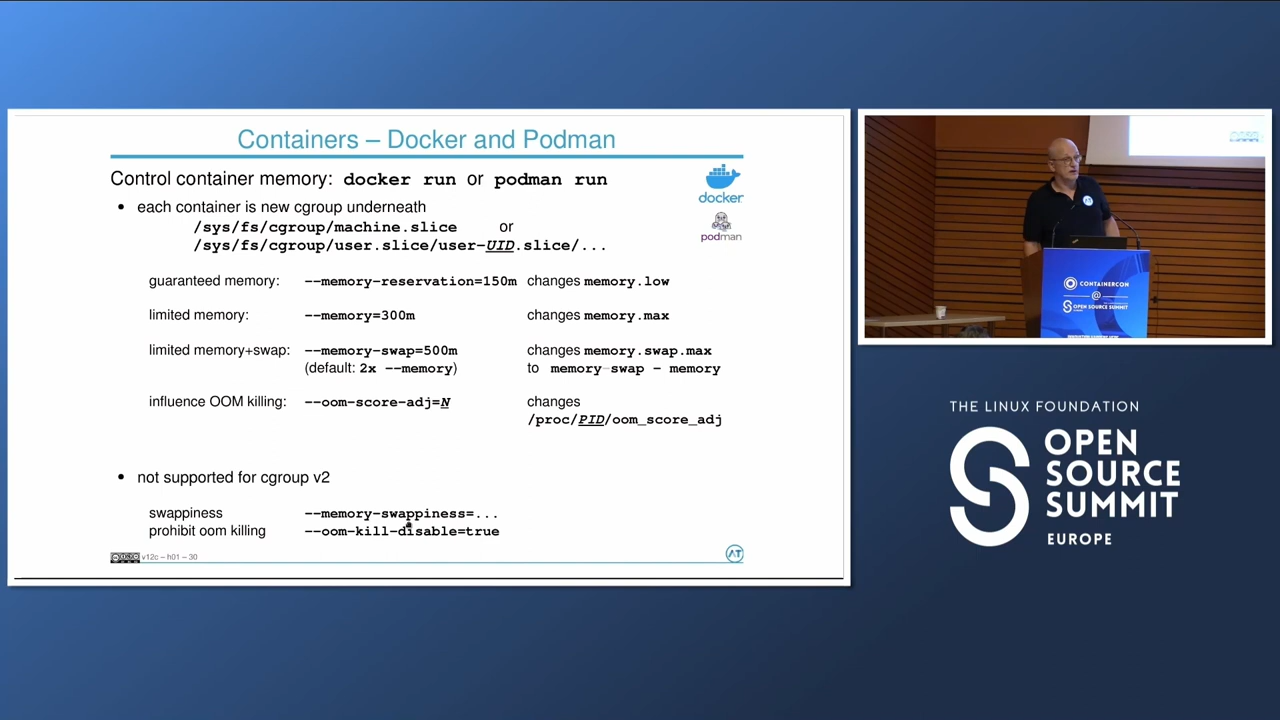 Containers – Docker and Podman
Control container memory: docker run or podman run
docker
podman
• each container is new cgroup underneath
/sys/fs/cgroup/machine.slice or
/sys/fs/cgroup/user.slice/user-UID.slice/...
guaranteed memory: --memory-reservation=150m changes memory.low
limited memory: --memory=300m changes memory.max
limited memory+swap: --memory-swap=500m changes memory.swap.max
(default: 2x --memory) to memory-swap - memory
influence OOM killing: --oom-score-adj=N changes
/proc/PID/oom_score_adj
• not supported for cgroup v2
swappiness --memory-swappiness=...
prohibit oom killing --oom-kill-disable=true
v12c – h01 – 30
AT
CONTAINERCON
@
OPEN SOURCE SUMMIT
THE LINUX FOUNDATION
OPEN
SOURCE
SUMMIT
EUROPE